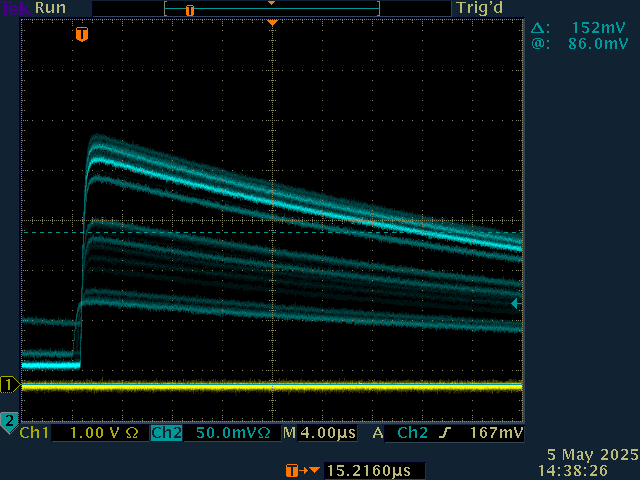 Tek Run Trig'd
T
T
Δ: 152mV
@: 86.0mV
1
2
Ch1 1.00 V Ω Ch2 50.0mVΩ M 4.00µs A Ch2 167mV
T 15.2160µs
5 May 2025
14:38:26